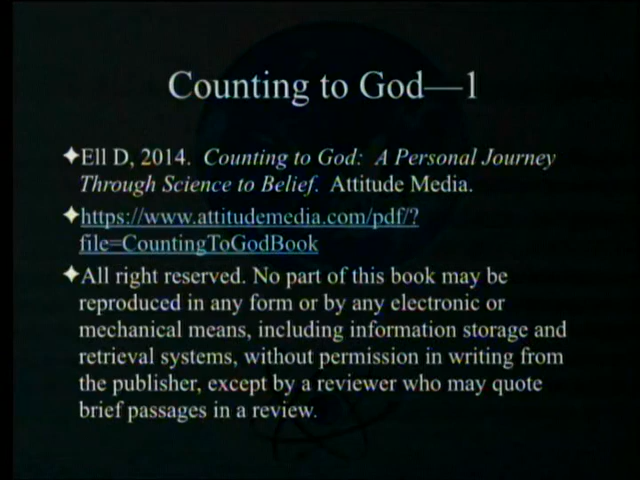 Counting to God—1
Ell D, 2014. Counting to God: A Personal Journey
Through Science to Belief. Attitude Media.
https://www.attitudemedia.com/pdf/?
file=CountingToGodBook
All right reserved. No part of this book may be
reproduced in any form or by any electronic or
mechanical means, including information storage and
retrieval systems, without permission in writing from
the publisher, except by a reviewer who may quote
brief passages in a review.